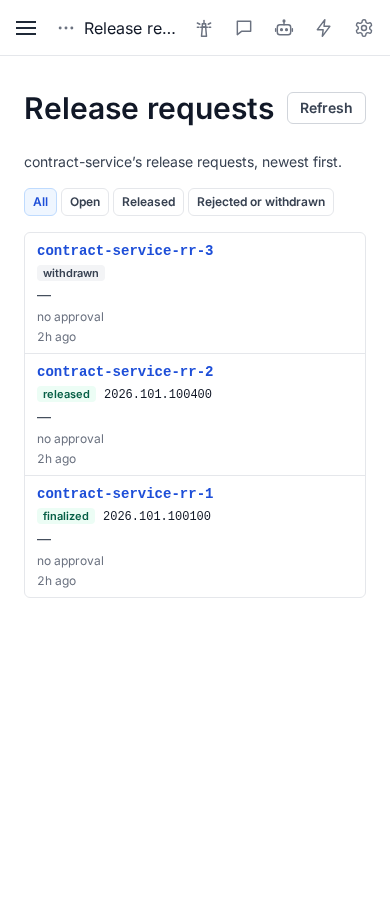 Release re...
Release requests
Refresh
contract-service’s release requests, newest first.
All Open Released Rejected or withdrawn
contract-service-rr-3
withdrawn
—
no approval
2h ago
contract-service-rr-2
released 2026.101.100400
—
no approval
2h ago
contract-service-rr-1
finalized 2026.101.100100
—
no approval
2h ago